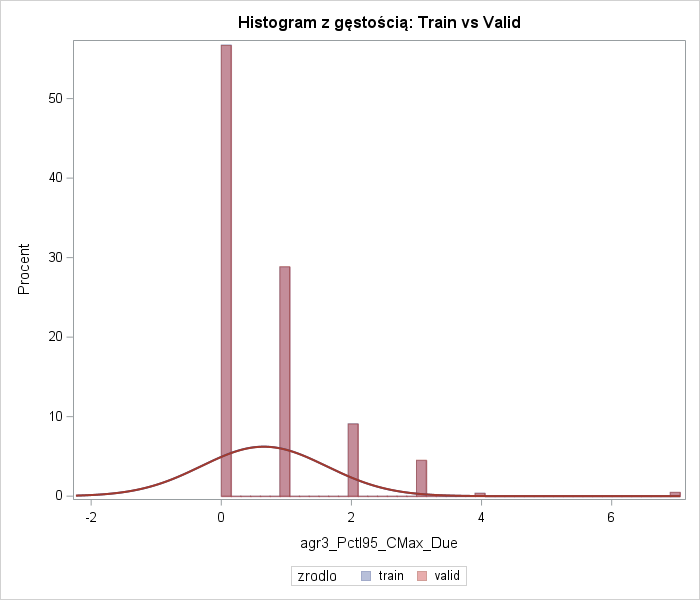 Histogram z gęstością: Train vs Valid
Procent
50
40
30
20
10
0
-2
0
2
4
6
agr3_Pctl95_CMax_Due
zrodlo train valid